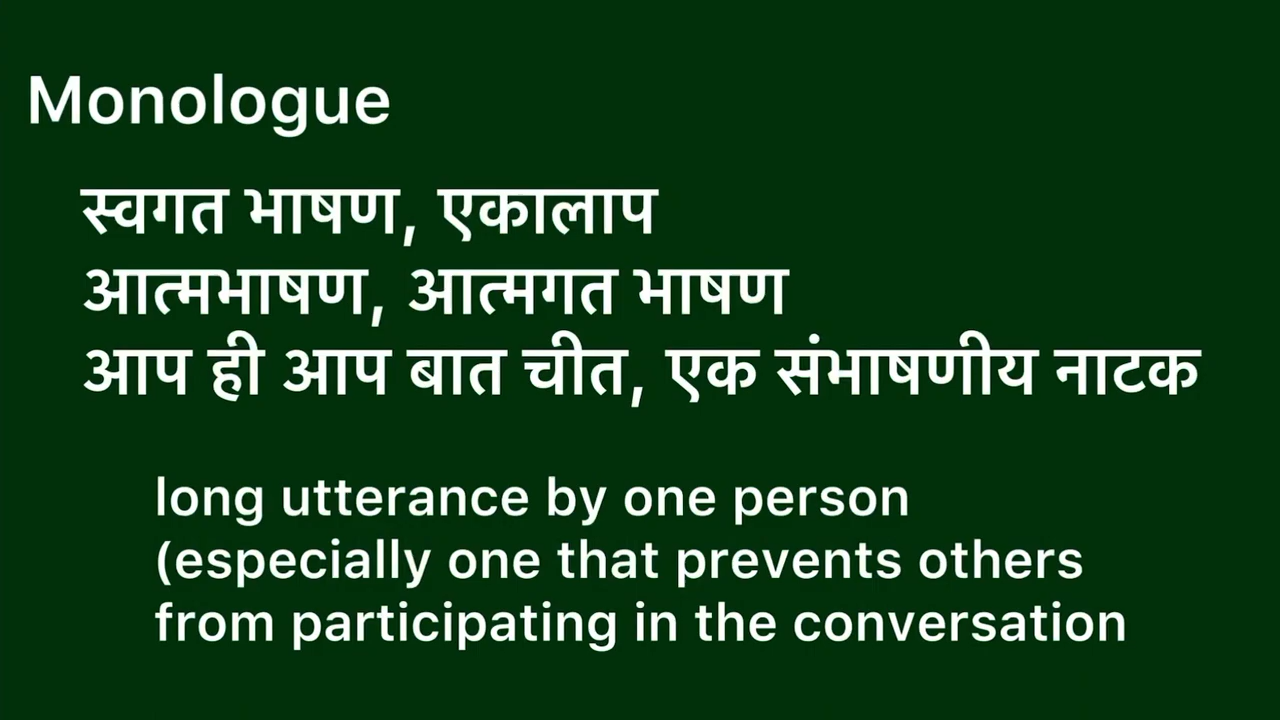 Monologue
स्वगत भाषण, एकालाप
आत्मभाषण, आत्मगत भाषण
आप ही आप बात चीत, एक संभाषणीय नाटक
long utterance by one person
(especially one that prevents others
from participating in the conversation